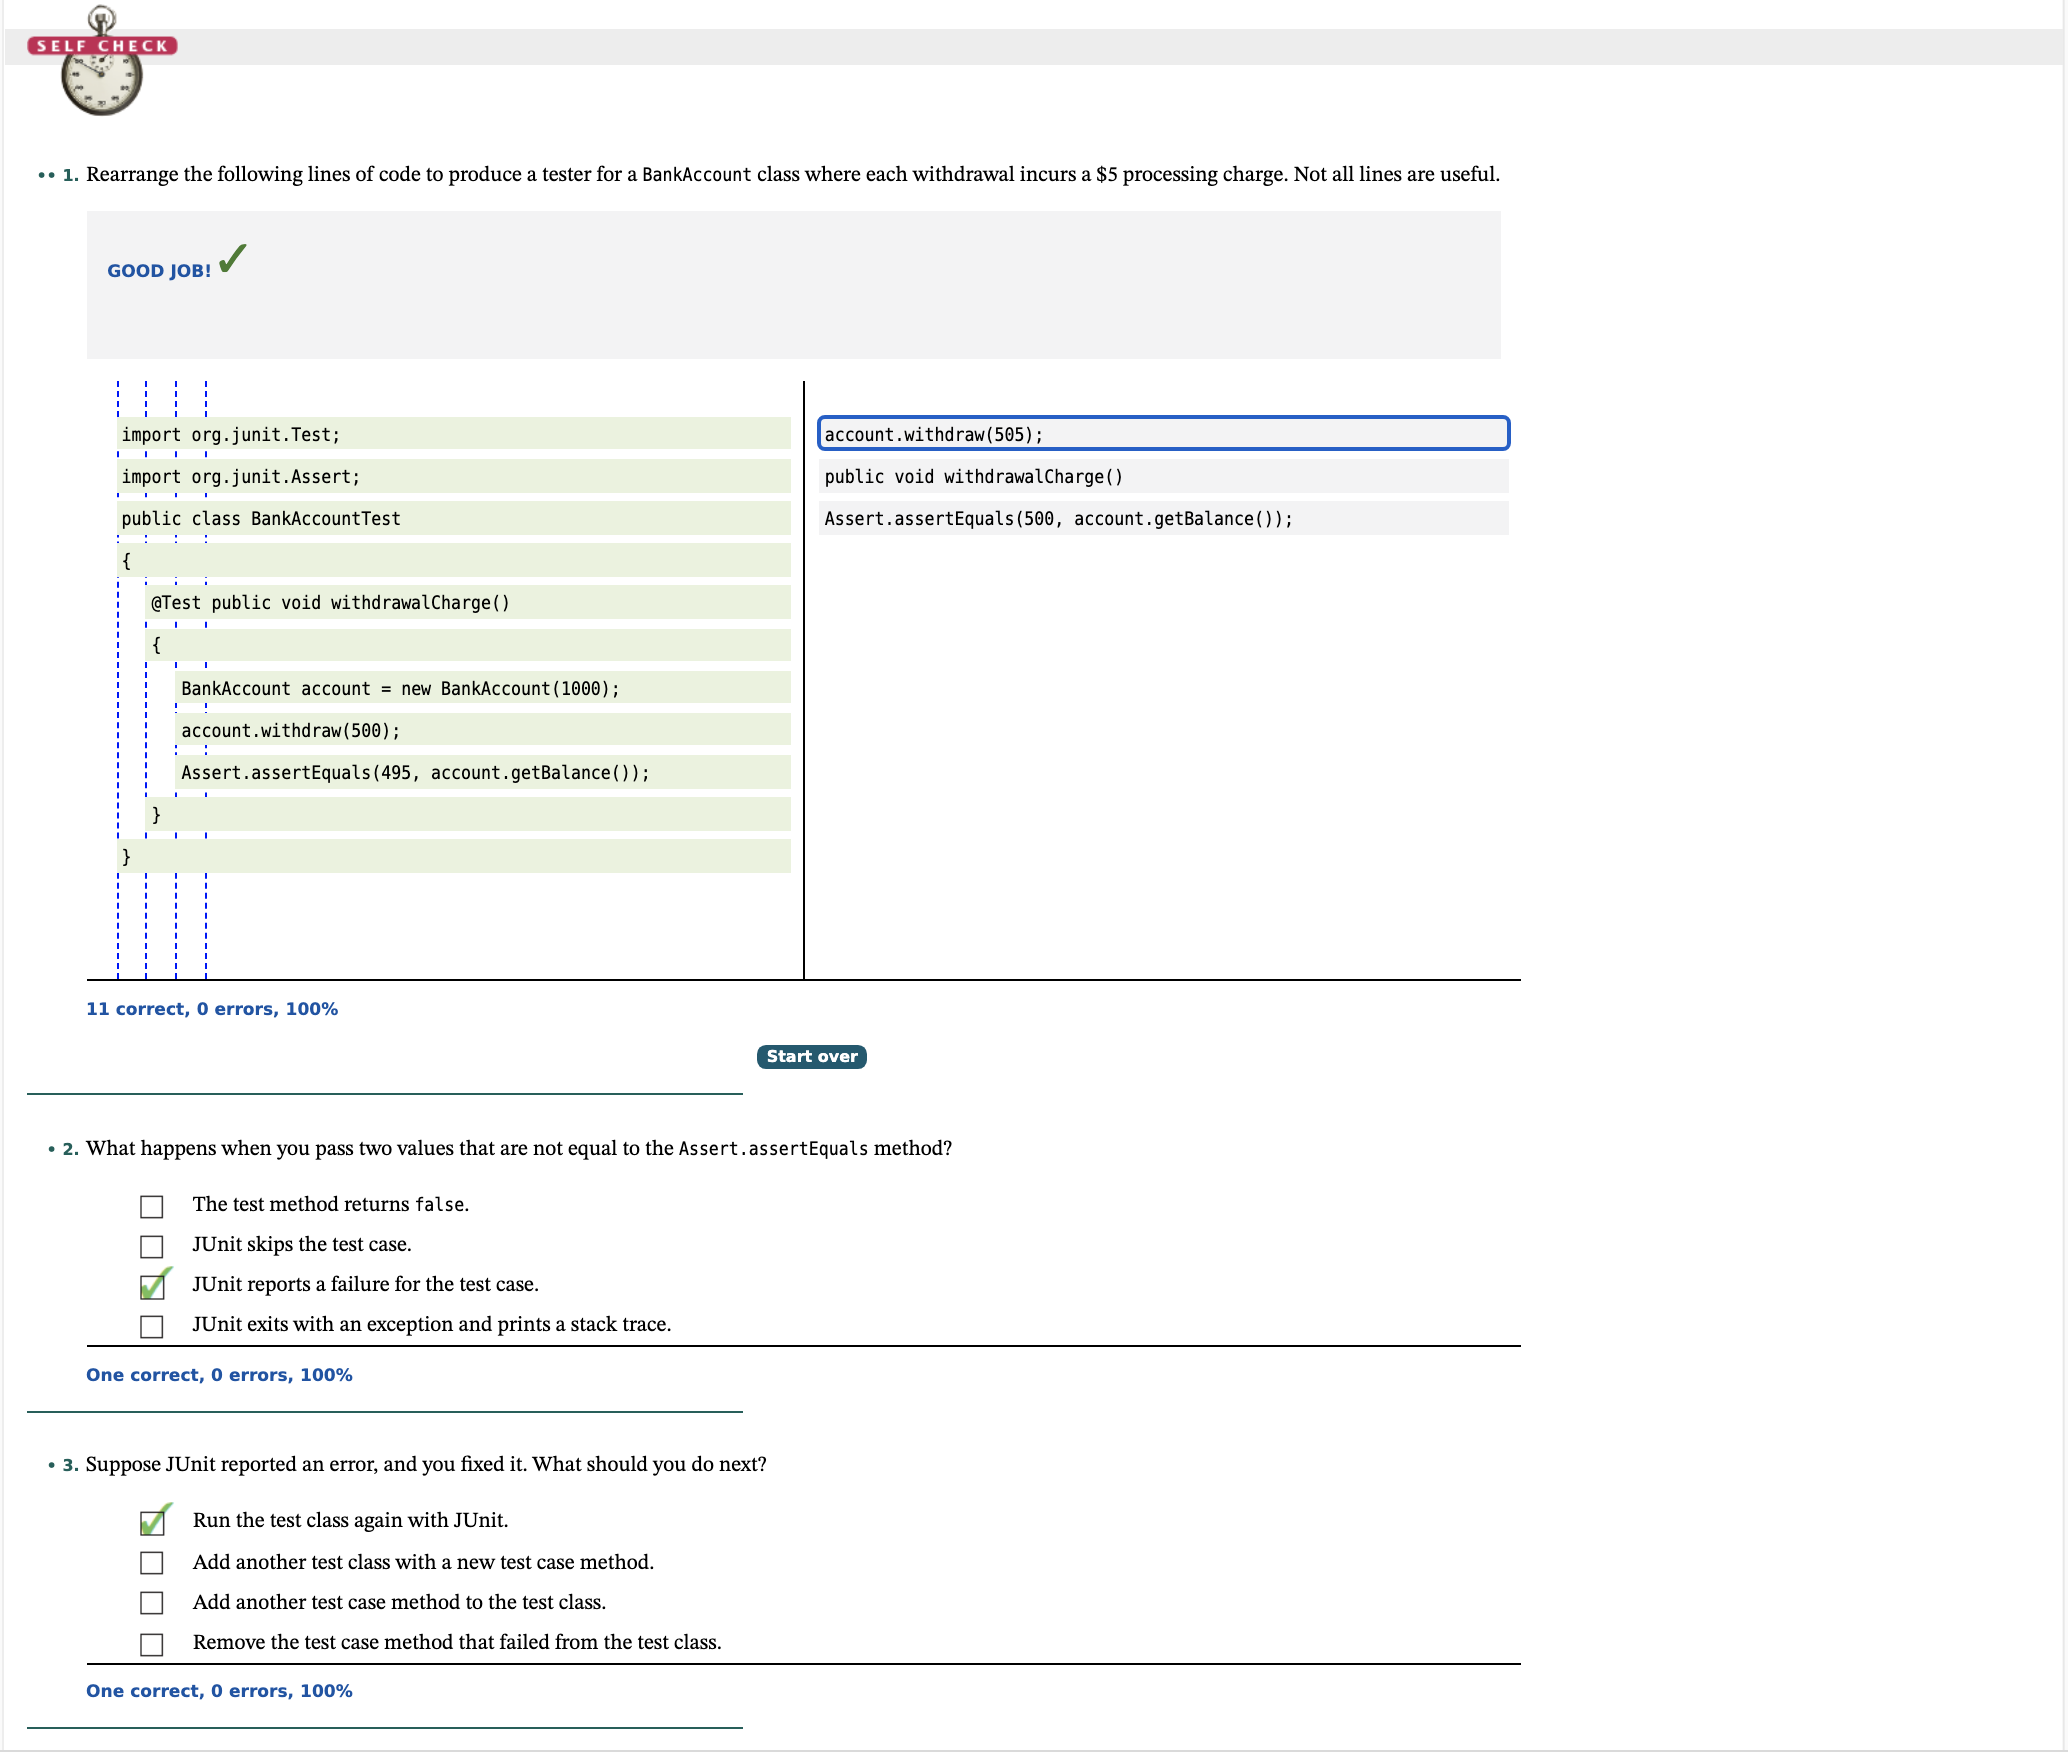 SELF CHECK
•• 1. Rearrange the following lines of code to produce a tester for a BankAccount class where each withdrawal incurs a $5 processing charge. Not all lines are useful.
GOOD JOB!
import org.junit.Test;
import org.junit.Assert;
public class BankAccountTest
{
@Test public void withdrawalCharge()
{
BankAccount account = new BankAccount(1000);
account.withdraw(500);
Assert.assertEquals(495, account.getBalance());
}
}
account.withdraw(505);
public void withdrawalCharge()
Assert.assertEquals(500, account.getBalance());
11 correct, 0 errors, 100%
Start over
• 2. What happens when you pass two values that are not equal to the Assert.assertEquals method?
The test method returns false.
JUnit skips the test case.
JUnit reports a failure for the test case.
JUnit exits with an exception and prints a stack trace.
One correct, 0 errors, 100%
• 3. Suppose JUnit reported an error, and you fixed it. What should you do next?
Run the test class again with JUnit.
Add another test class with a new test case method.
Add another test case method to the test class.
Remove the test case method that failed from the test class.
One correct, 0 errors, 100%